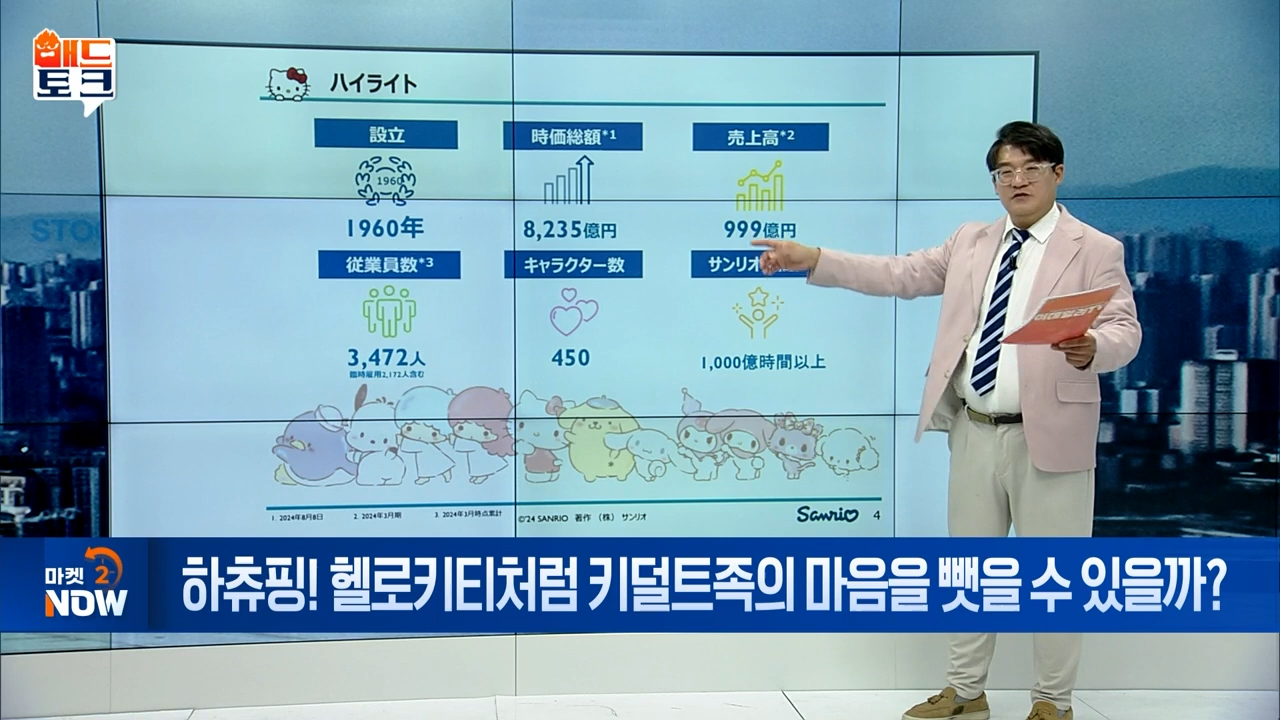 매드
토크
ハイライト
設立
時価総額*1
売上高*2
1960
1960年
8,235億円
999億円
従業員数*3
キャラクター数
サンリオ
3,472人
臨時雇用2,172人含む
450
1,000億時間以上
1. 2024年8月8日
2. 2024年3月期
3. 2024年3月時点累計
©'24 SANRIO 著作 (株) サンリオ
Sanrio
4
STO
이데일리TV
마켓 2
NOW
하츄핑! 헬로키티처럼 키덜트족의 마음을 뺏을 수 있을까?